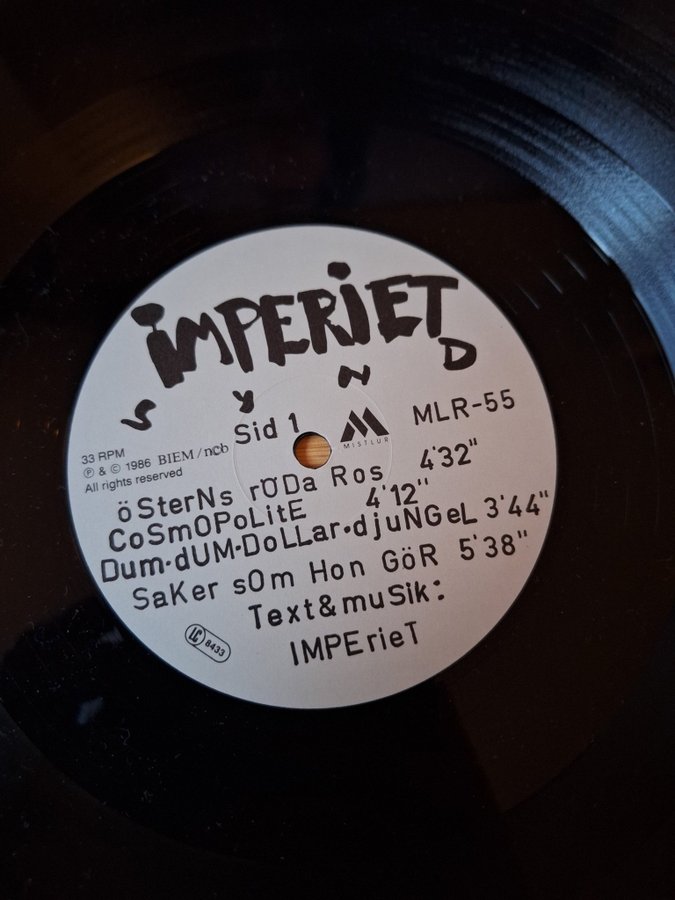 iMPERiET
SYND
Sid 1
MISTLUR
MLR-55
33 RPM
℗ & © 1986 BIEM/ncb
All rights reserved
öSterNs rÖDa Ros 4'32"
CoSmOPoLitE 4'12"
Dum·dUM·DoLLar·djuNGeL 3'44"
SaKer sOm Hon GöR 5'38"
Text&muSik:
IMPErieT
LC 8433